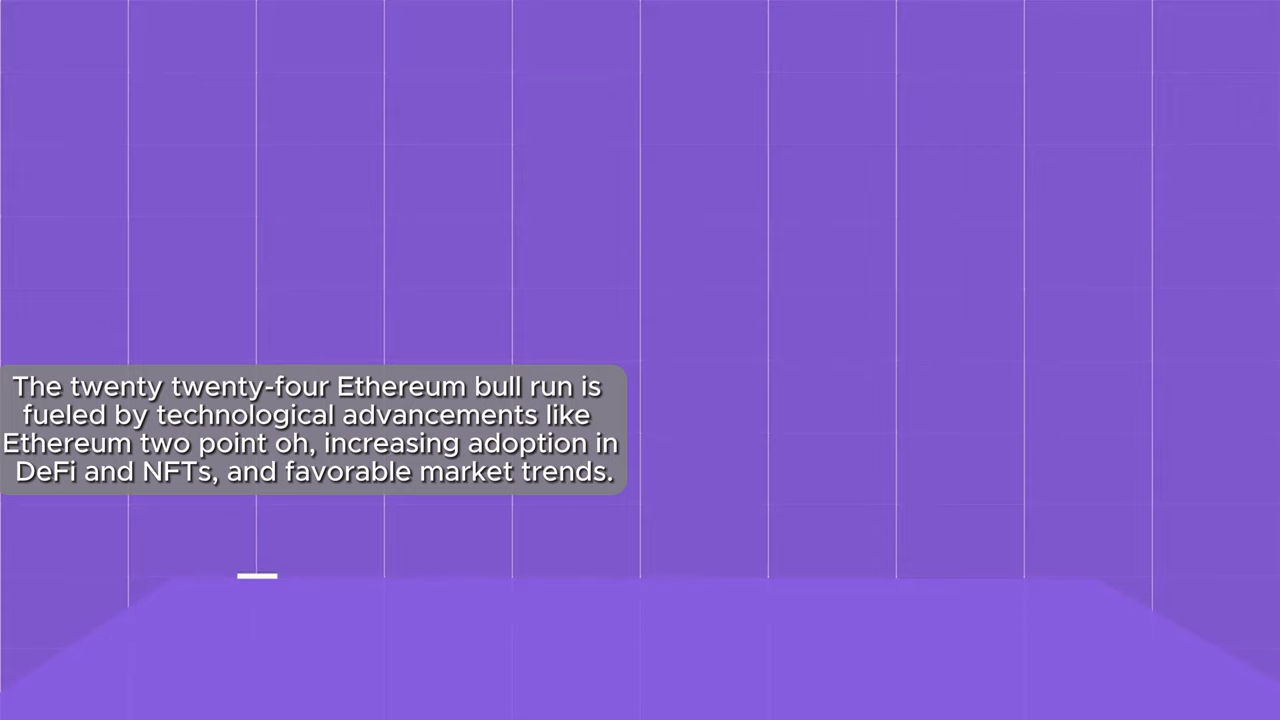 The twenty twenty-four Ethereum bull run is
fueled by technological advancements like
Ethereum two point oh, increasing adoption in
DeFi and NFTs, and favorable market trends.